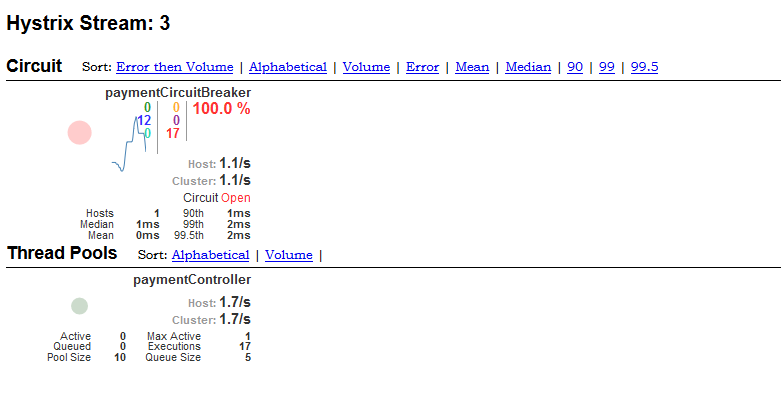 Hystrix Stream: 3
Circuit Sort: Error then Volume | Alphabetical | Volume | Error | Mean | Median | 90 | 99 | 99.5
paymentCircuitBreaker
0 0 100.0 %
12 0
0 17
Host: 1.1/s
Cluster: 1.1/s
Circuit Open
Hosts 1 90th 1ms
Median 1ms 99th 2ms
Mean 0ms 99.5th 2ms
Thread Pools Sort: Alphabetical | Volume |
paymentController
Host: 1.7/s
Cluster: 1.7/s
Active 0 Max Active 1
Queued 0 Executions 17
Pool Size 10 Queue Size 5